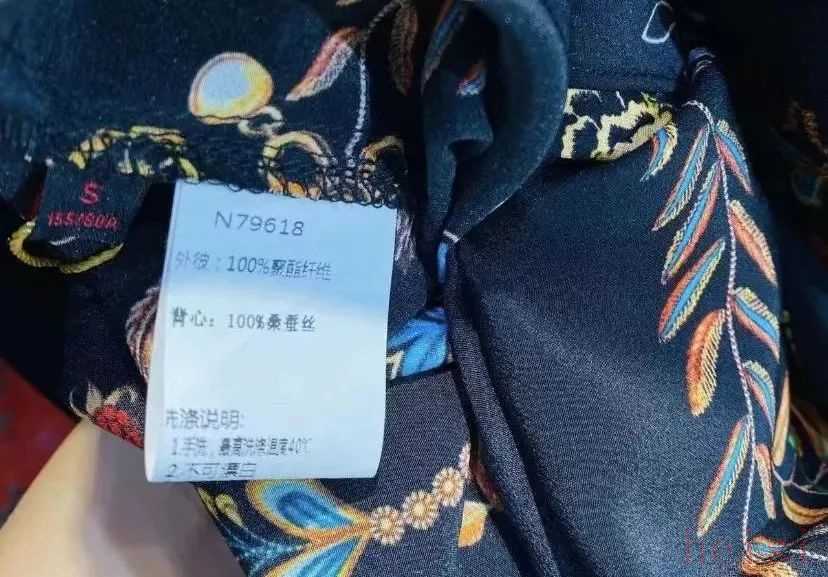 S
155/80A
N79618
外彼：100%聚酯纤维
背心：100%桑蚕丝
洗涤说明:
1.手洗，最高洗涤温度40℃
2.不可漂白